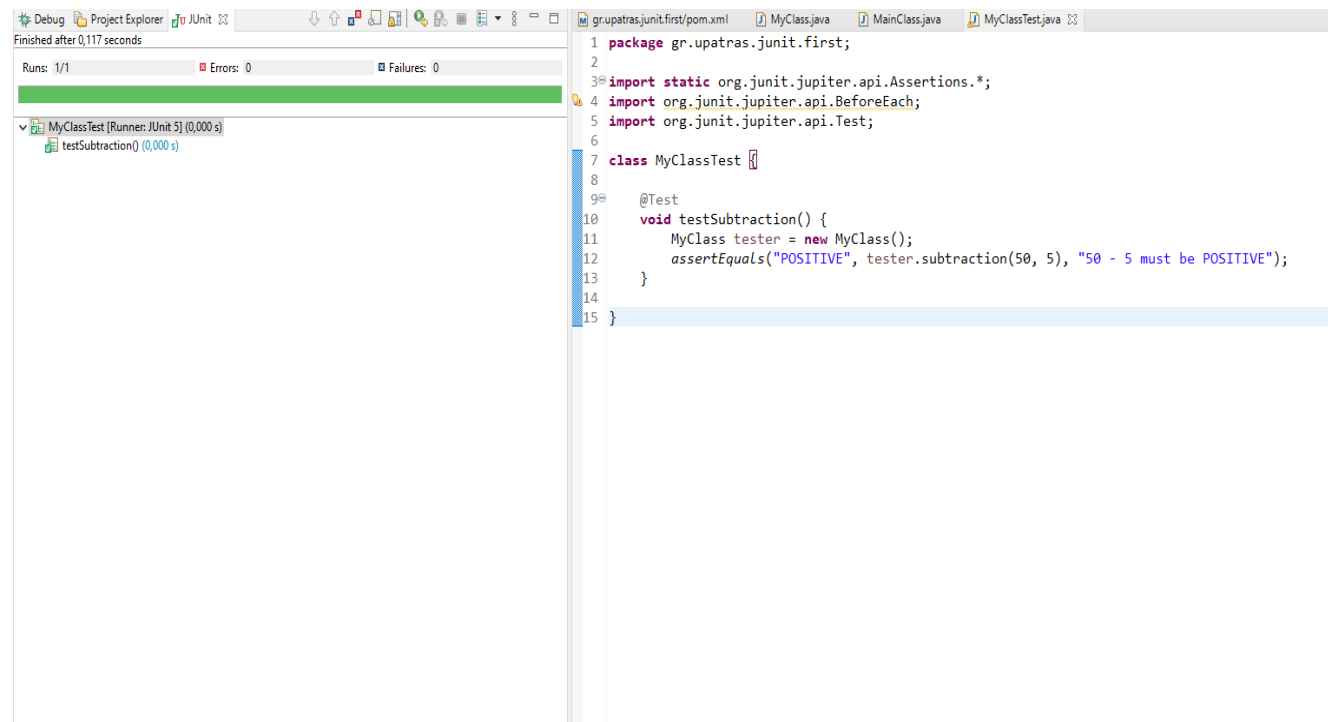 Debug Project Explorer JUnit
Finished after 0,117 seconds
Runs: 1/1 Errors: 0 Failures: 0
MyClassTest [Runner: JUnit 5] (0,000 s)
testSubtraction() (0,000 s)
gr.upatras.junit.first/pom.xml MyClass.java MainClass.java MyClassTest.java
1 package gr.upatras.junit.first;
2
3 import static org.junit.jupiter.api.Assertions.*;
4 import org.junit.jupiter.api.BeforeEach;
5 import org.junit.jupiter.api.Test;
6
7 class MyClassTest {
8
9 @Test
10 void testSubtraction() {
11 MyClass tester = new MyClass();
12 assertEquals("POSITIVE", tester.subtraction(50, 5), "50 - 5 must be POSITIVE");
13 }
14
15 }